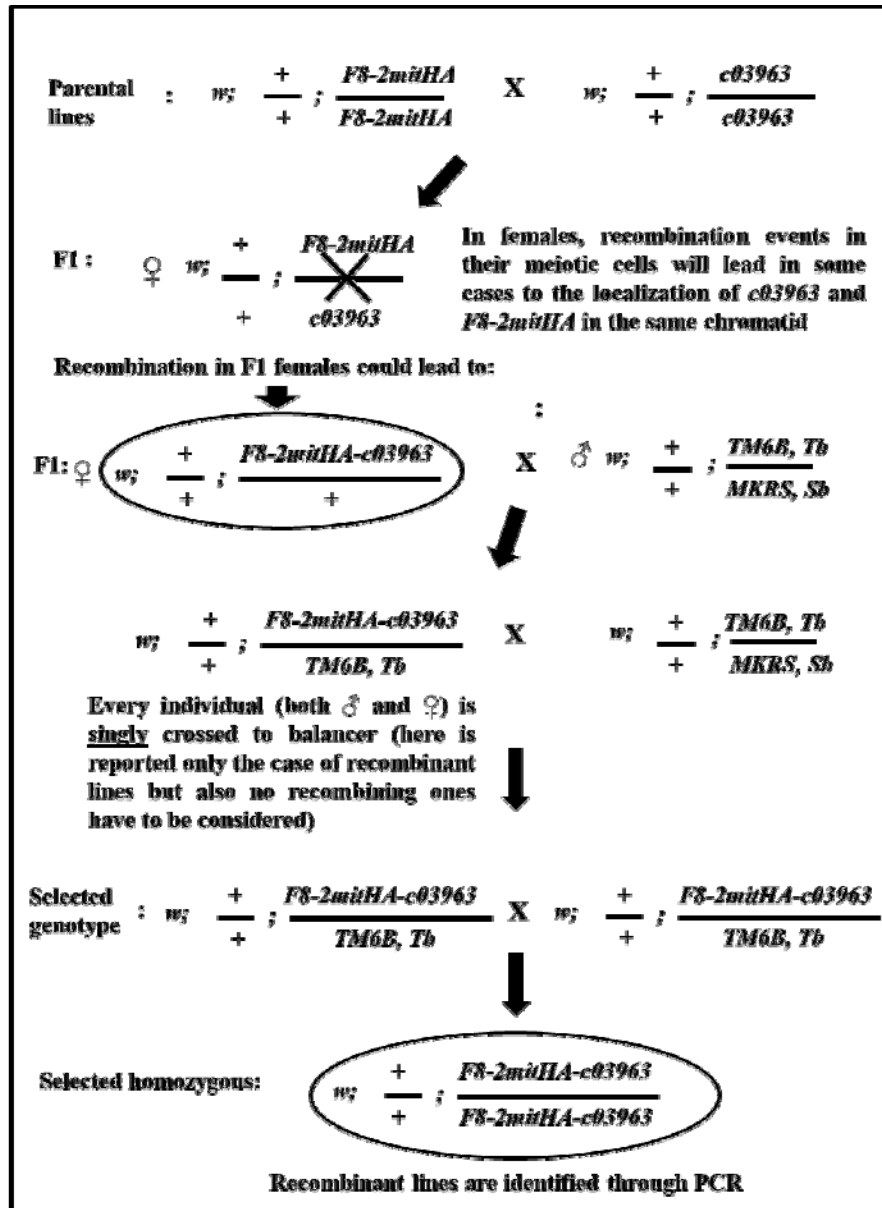 Parental lines : w; + / + ; F8-2mitHA / F8-2mitHA X w; + / + ; c03963 / c03963
F1 : ♀ w; + / + ; F8-2mitHA / c03963
In females, recombination events in
their meiotic cells will lead in some
cases to the localization of c03963 and
F8-2mitHA in the same chromatid
Recombination in F1 females could lead to:
:
F1: ♀ w; + / + ; F8-2mitHA-c03963 / + X ♂ w; + / + ; TM6B, Tb / MKRS, Sb
w; + / + ; F8-2mitHA-c03963 / TM6B, Tb X w; + / + ; TM6B, Tb / MKRS, Sb
Every individual (both ♂ and ♀) is
singly crossed to balancer (here is
reported only the case of recombinant
lines but also no recombining ones
have to be considered)
Selected genotype : w; + / + ; F8-2mitHA-c03963 / TM6B, Tb X w; + / + ; F8-2mitHA-c03963 / TM6B, Tb
Selected homozygous: w; + / + ; F8-2mitHA-c03963 / F8-2mitHA-c03963
Recombinant lines are identified through PCR